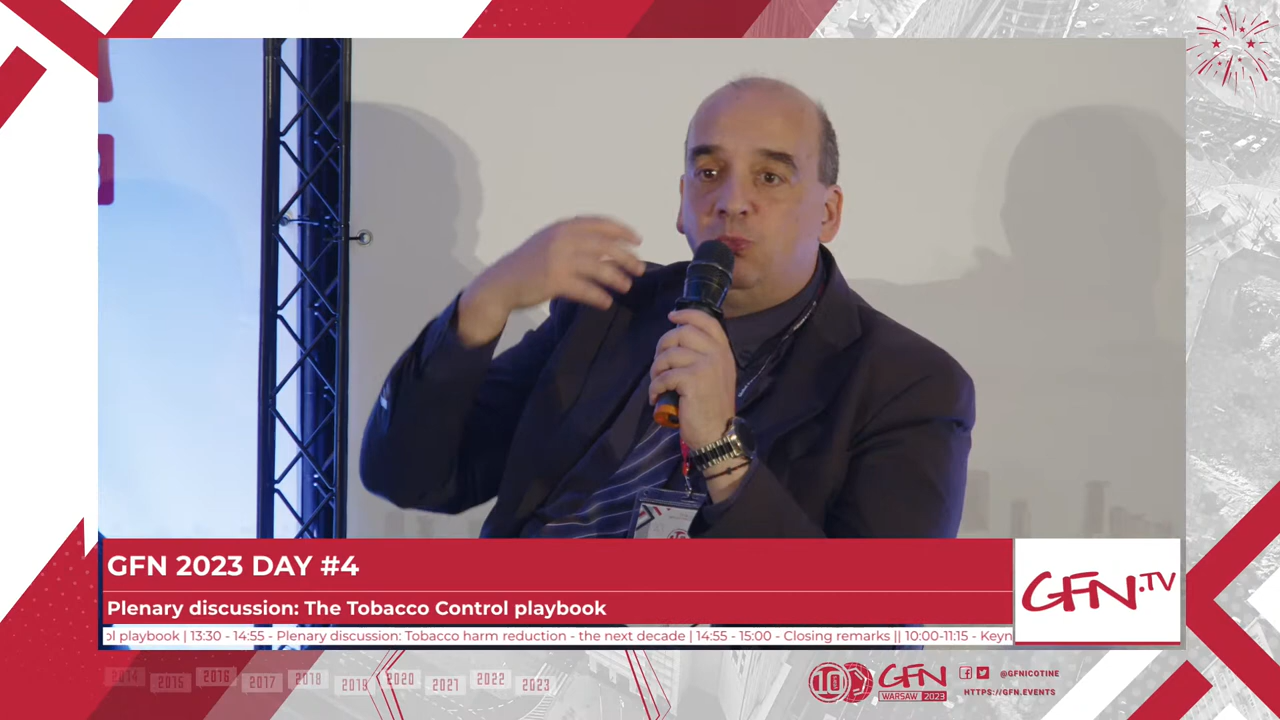 GFN 2023 DAY #4
Plenary discussion: The Tobacco Control playbook
ol playbook | 13:30 - 14:55 - Plenary discussion: Tobacco harm reduction - the next decade | 14:55 - 15:00 - Closing remarks || 10:00-11:15 - Keyn
GFN.TV
2014 2015 2016 2017 2018 2019 2020 2021 2022 2023
10
GFN
WARSAW 2023
@GFNICOTINE
HTTPS://GFN.EVENTS